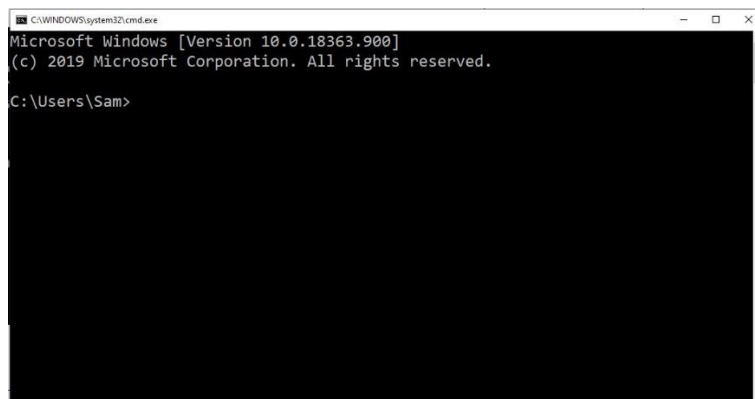 C:\WINDOWS\system32\cmd.exe
Microsoft Windows [Version 10.0.18363.900]
(c) 2019 Microsoft Corporation. All rights reserved.
C:\Users\Sam>